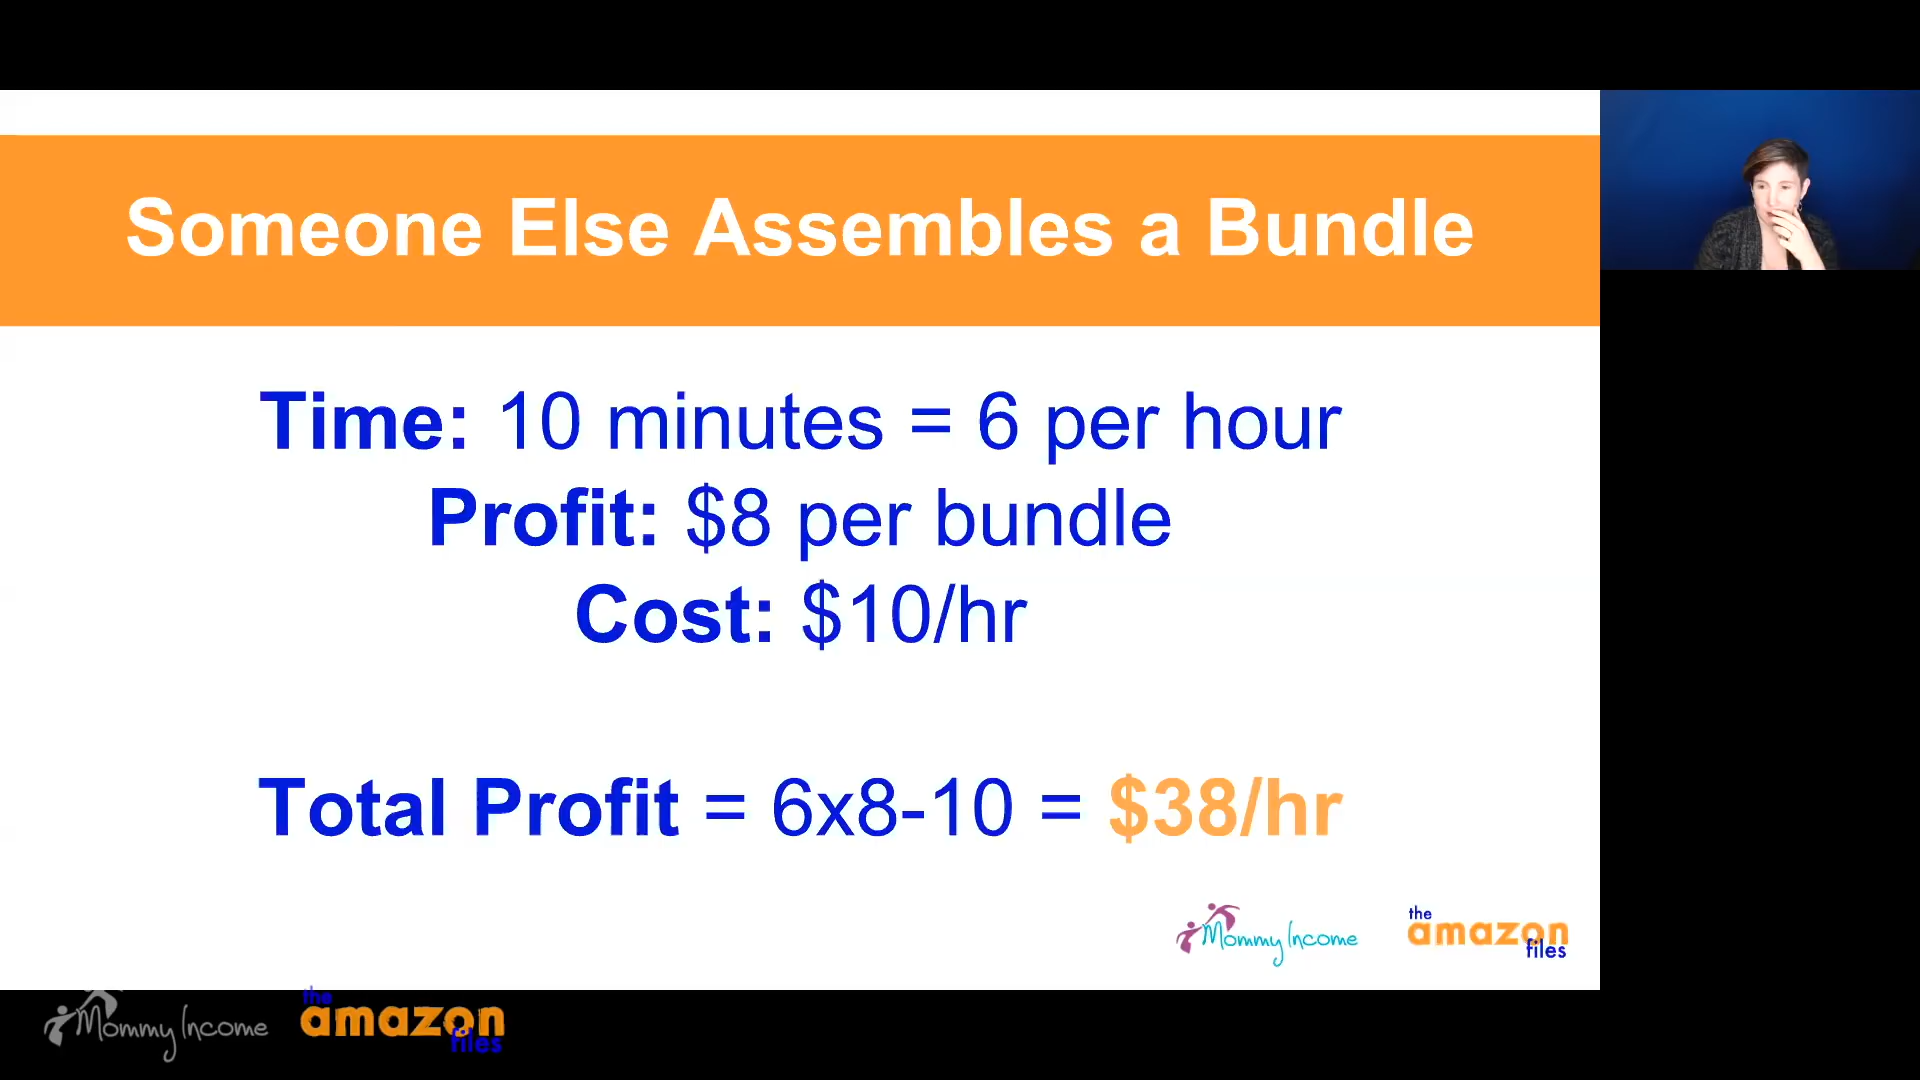 Someone Else Assembles a Bundle
Time: 10 minutes = 6 per hour
Profit: $8 per bundle
Cost: $10/hr
Total Profit = 6x8-10 = $38/hr
Mommy Income
the
amazon
files
Mommy Income
the
amazon
files